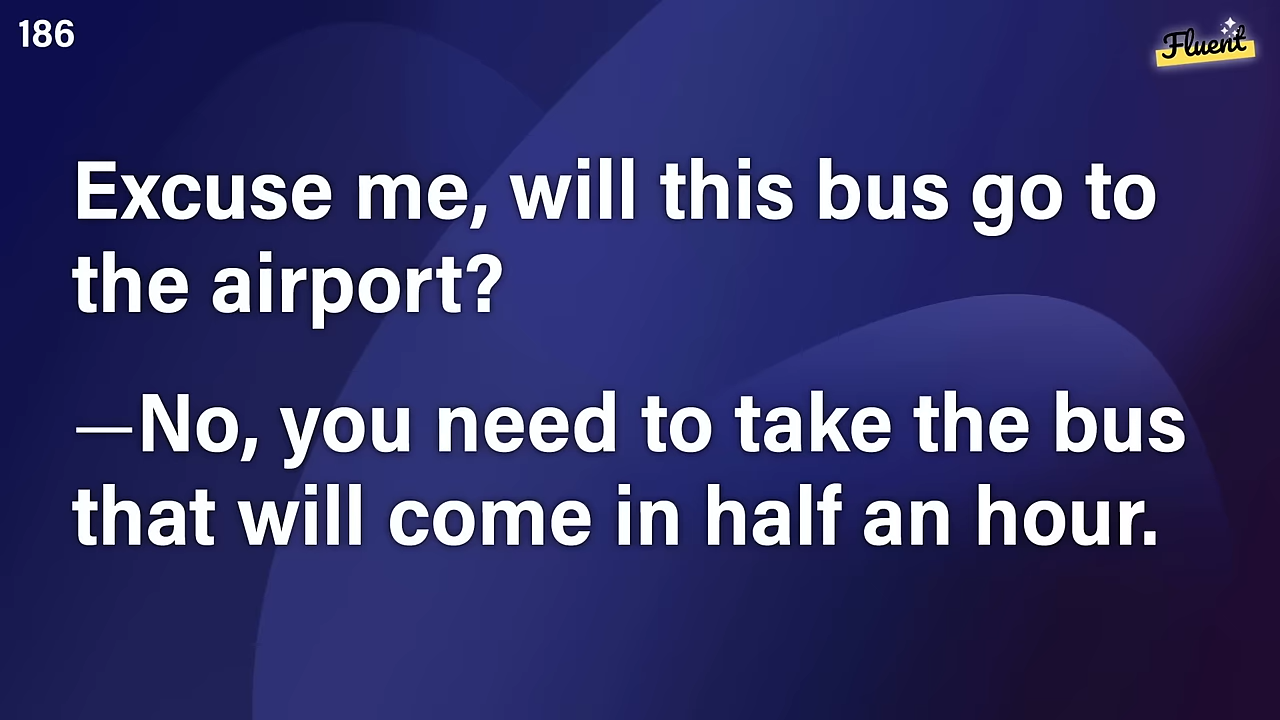 186
Fluent
Excuse me, will this bus go to
the airport?
—No, you need to take the bus
that will come in half an hour.